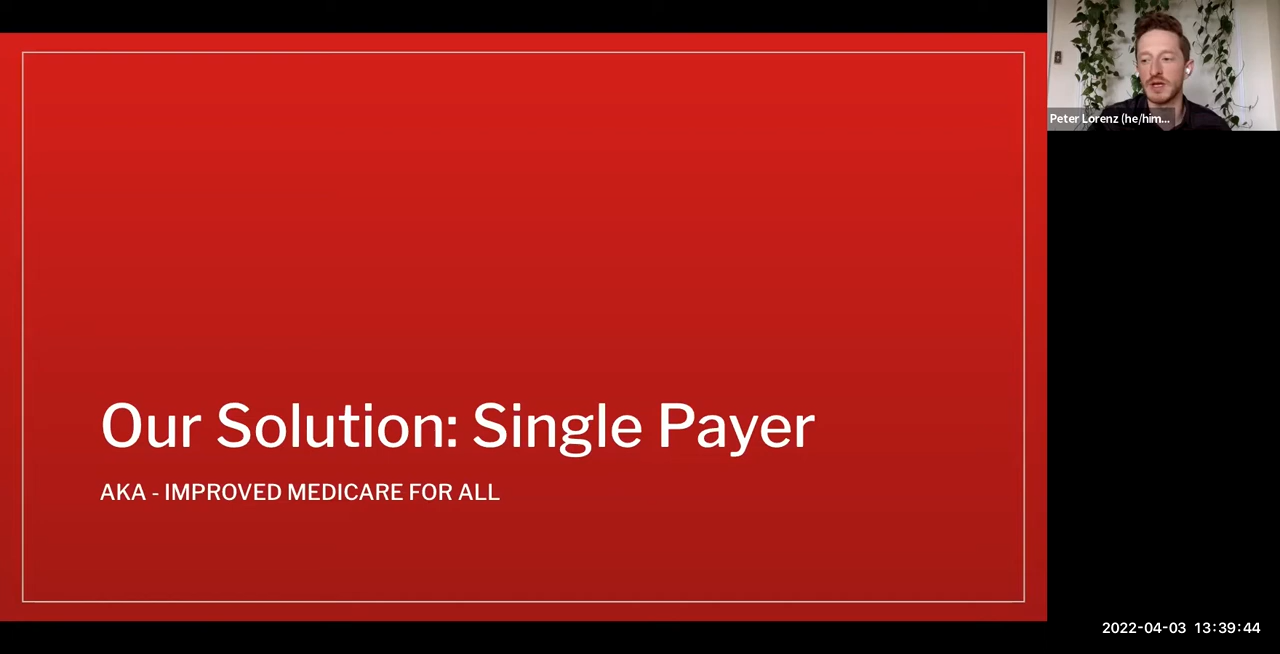 Peter Lorenz (he/him...
Our Solution: Single Payer
AKA - IMPROVED MEDICARE FOR ALL
2022-04-03 13:39:44